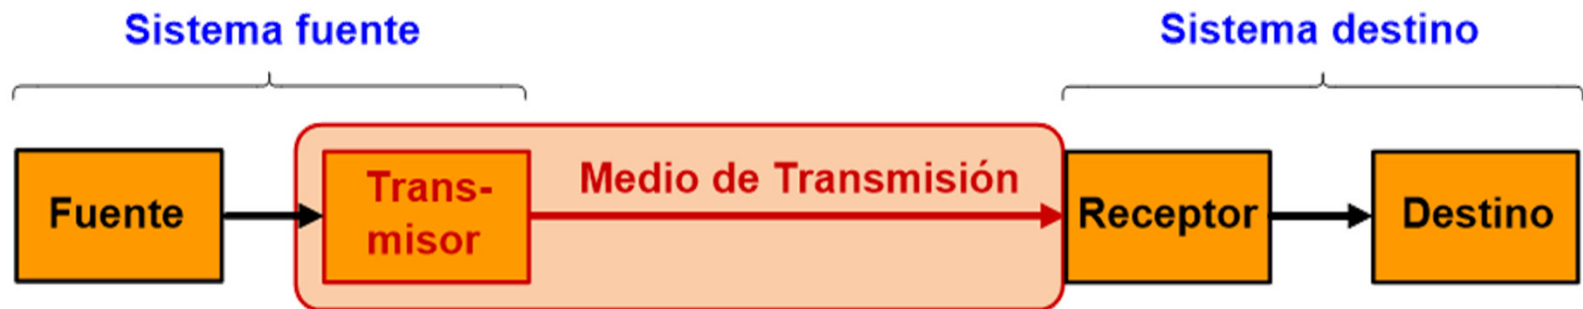 Sistema fuente
Sistema destino
Fuente
Trans-
misor
Medio de Transmisión
Receptor
Destino